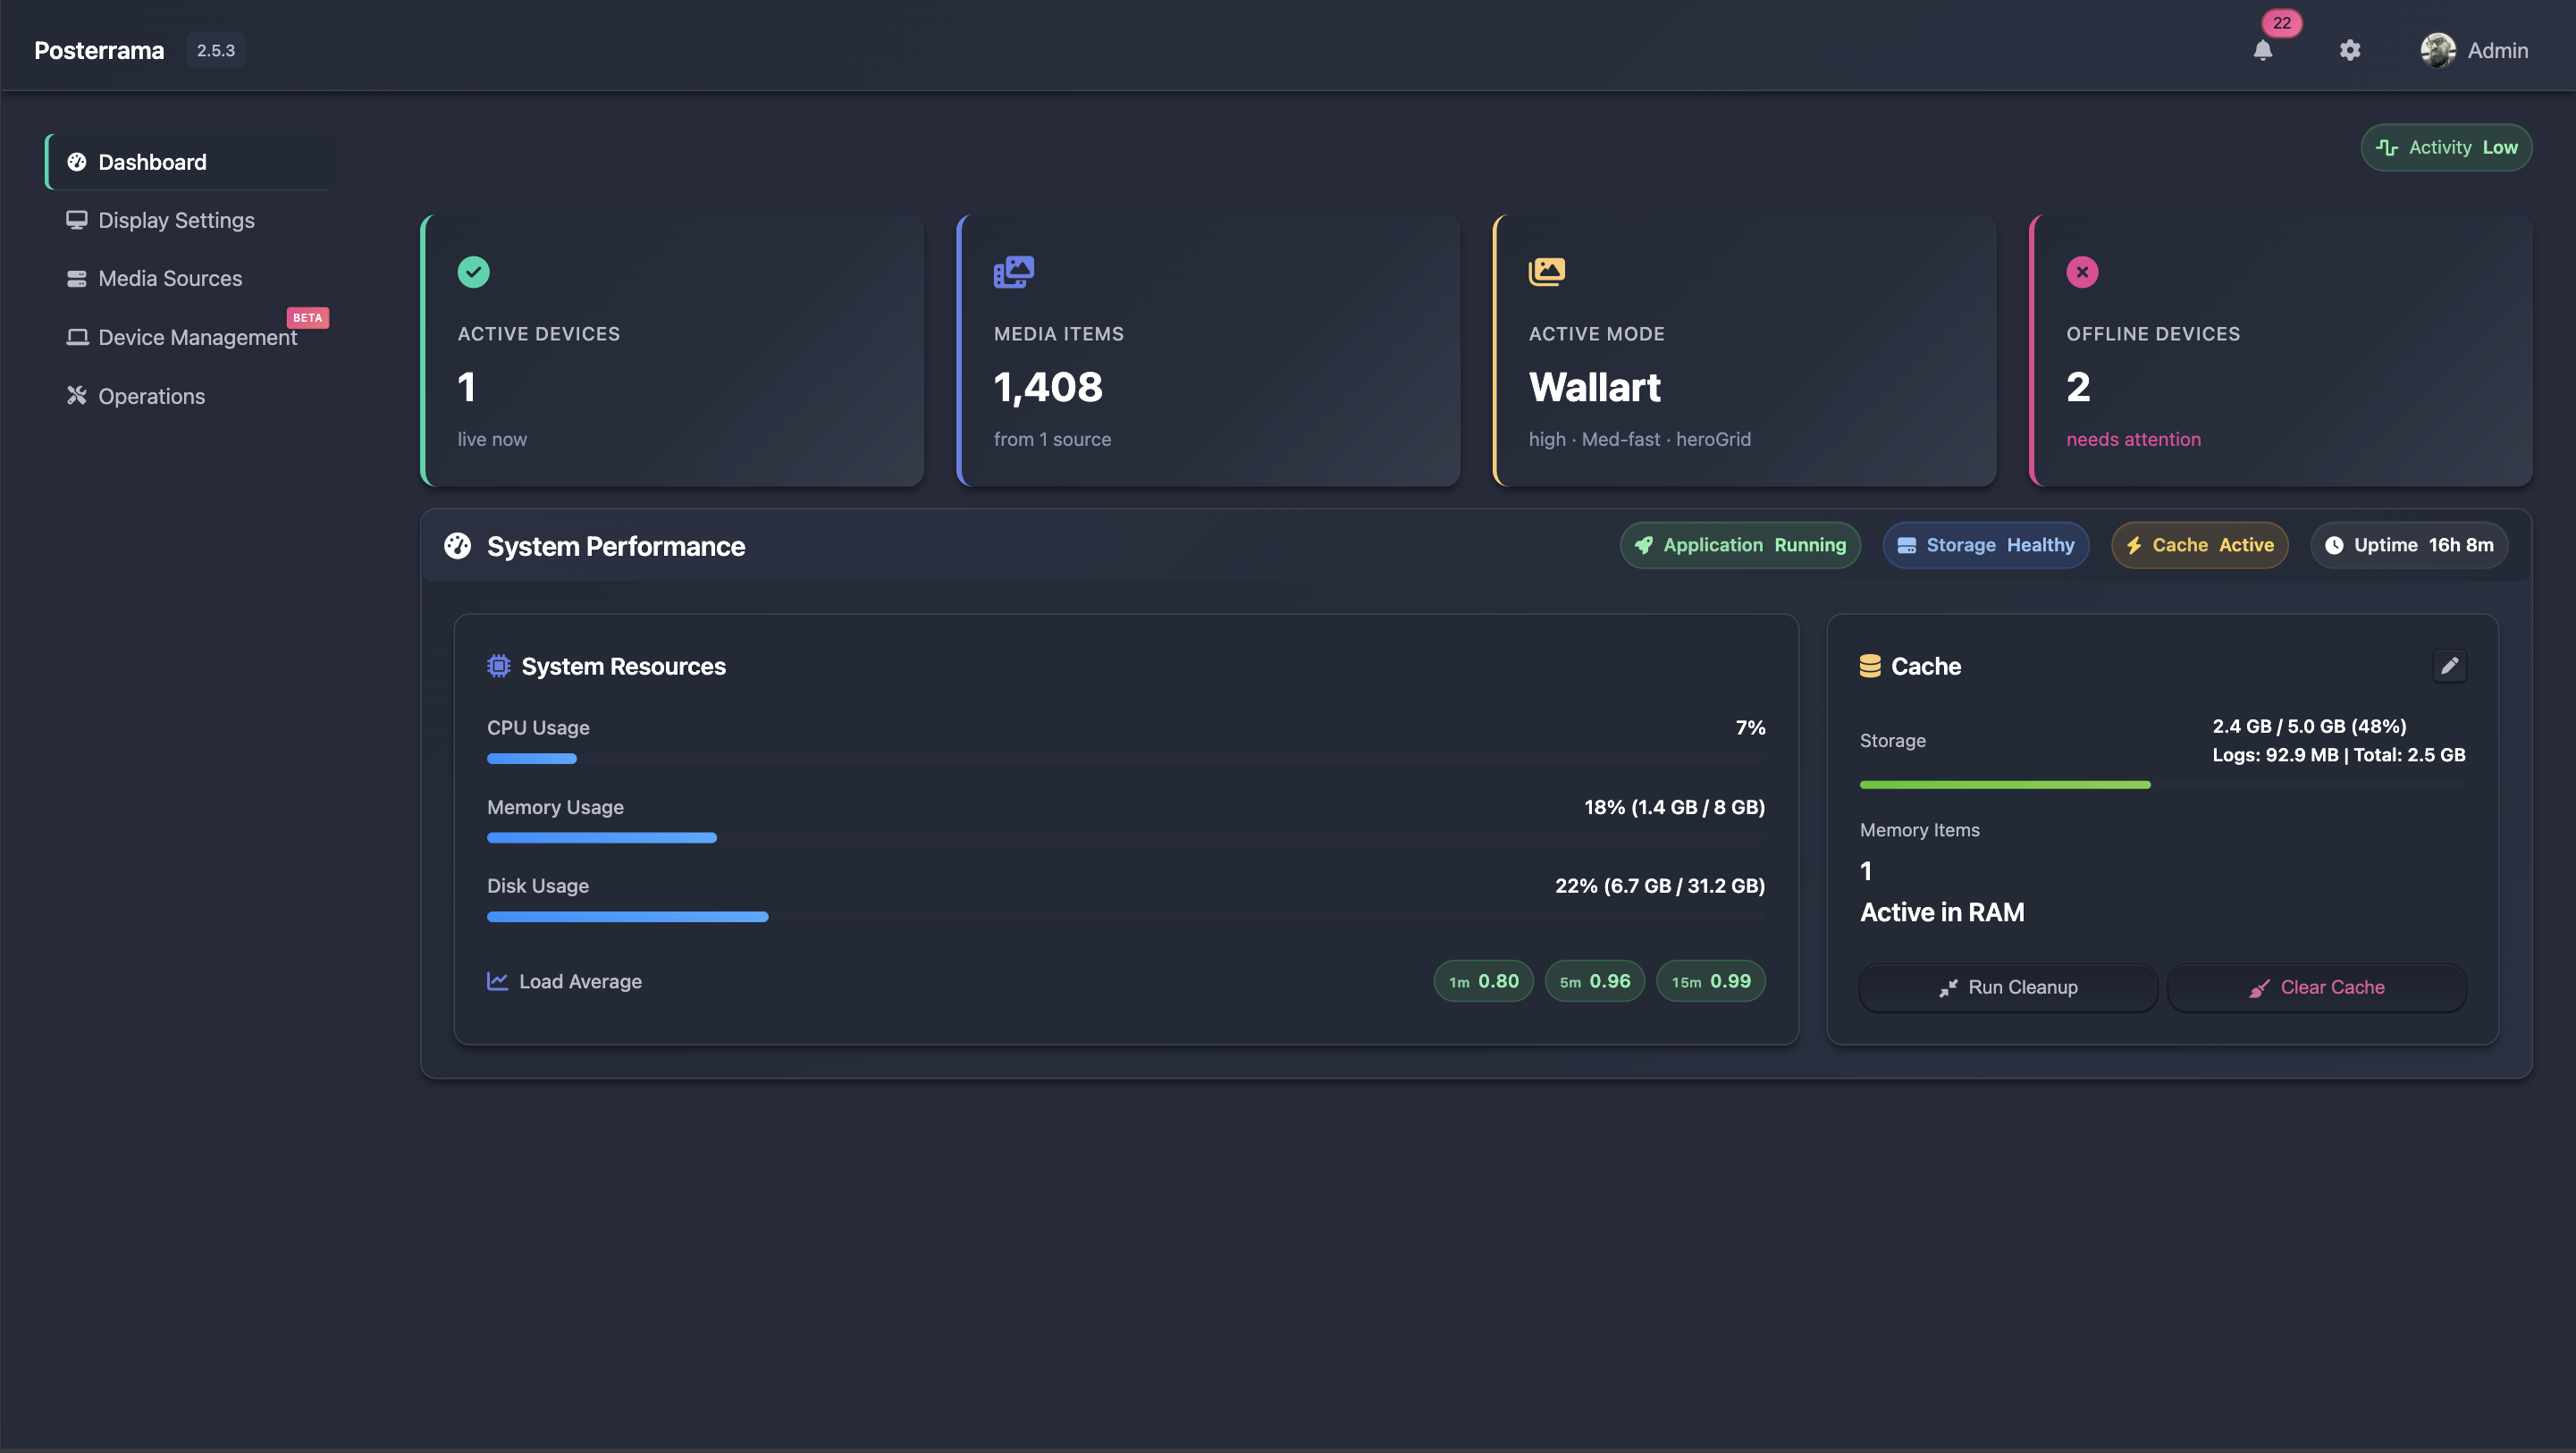 Posterrama 2.5.3
22
Admin
Dashboard
Display Settings
Media Sources
Device Management BETA
Operations
Activity Low
ACTIVE DEVICES
1
live now
MEDIA ITEMS
1,408
from 1 source
ACTIVE MODE
Wallart
high · Med-fast · heroGrid
OFFLINE DEVICES
2
needs attention
System Performance
Application Running
Storage Healthy
Cache Active
Uptime 16h 8m
System Resources
CPU Usage 7%
Memory Usage 18% (1.4 GB / 8 GB)
Disk Usage 22% (6.7 GB / 31.2 GB)
Load Average 1m 0.80 5m 0.96 15m 0.99
Cache
Storage
2.4 GB / 5.0 GB (48%)
Logs: 92.9 MB | Total: 2.5 GB
Memory Items
1
Active in RAM
Run Cleanup
Clear Cache